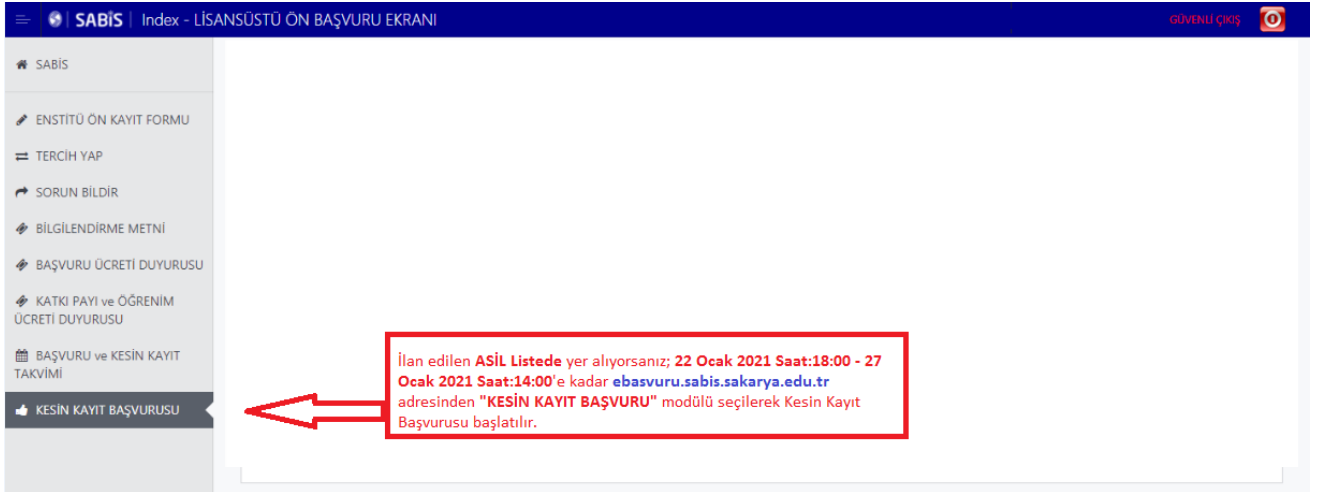 SABİS | Index - LİSANSÜSTÜ ÖN BAŞVURU EKRANI
GÜVENLİ ÇIKIŞ
SABİS
ENSTİTÜ ÖN KAYIT FORMU
TERCİH YAP
SORUN BİLDİR
BİLGİLENDİRME METNİ
BAŞVURU ÜCRETİ DUYURUSU
KATKI PAYI ve ÖĞRENİM
ÜCRETİ DUYURUSU
BAŞVURU ve KESİN KAYIT
TAKVİMİ
KESİN KAYIT BAŞVURUSU
İlan edilen ASİL Listede yer alıyorsanız; 22 Ocak 2021 Saat:18:00 - 27
Ocak 2021 Saat:14:00'e kadar ebasvuru.sabis.sakarya.edu.tr
adresinden "KESİN KAYIT BAŞVURU" modülü seçilerek Kesin Kayıt
Başvurusu başlatılır.